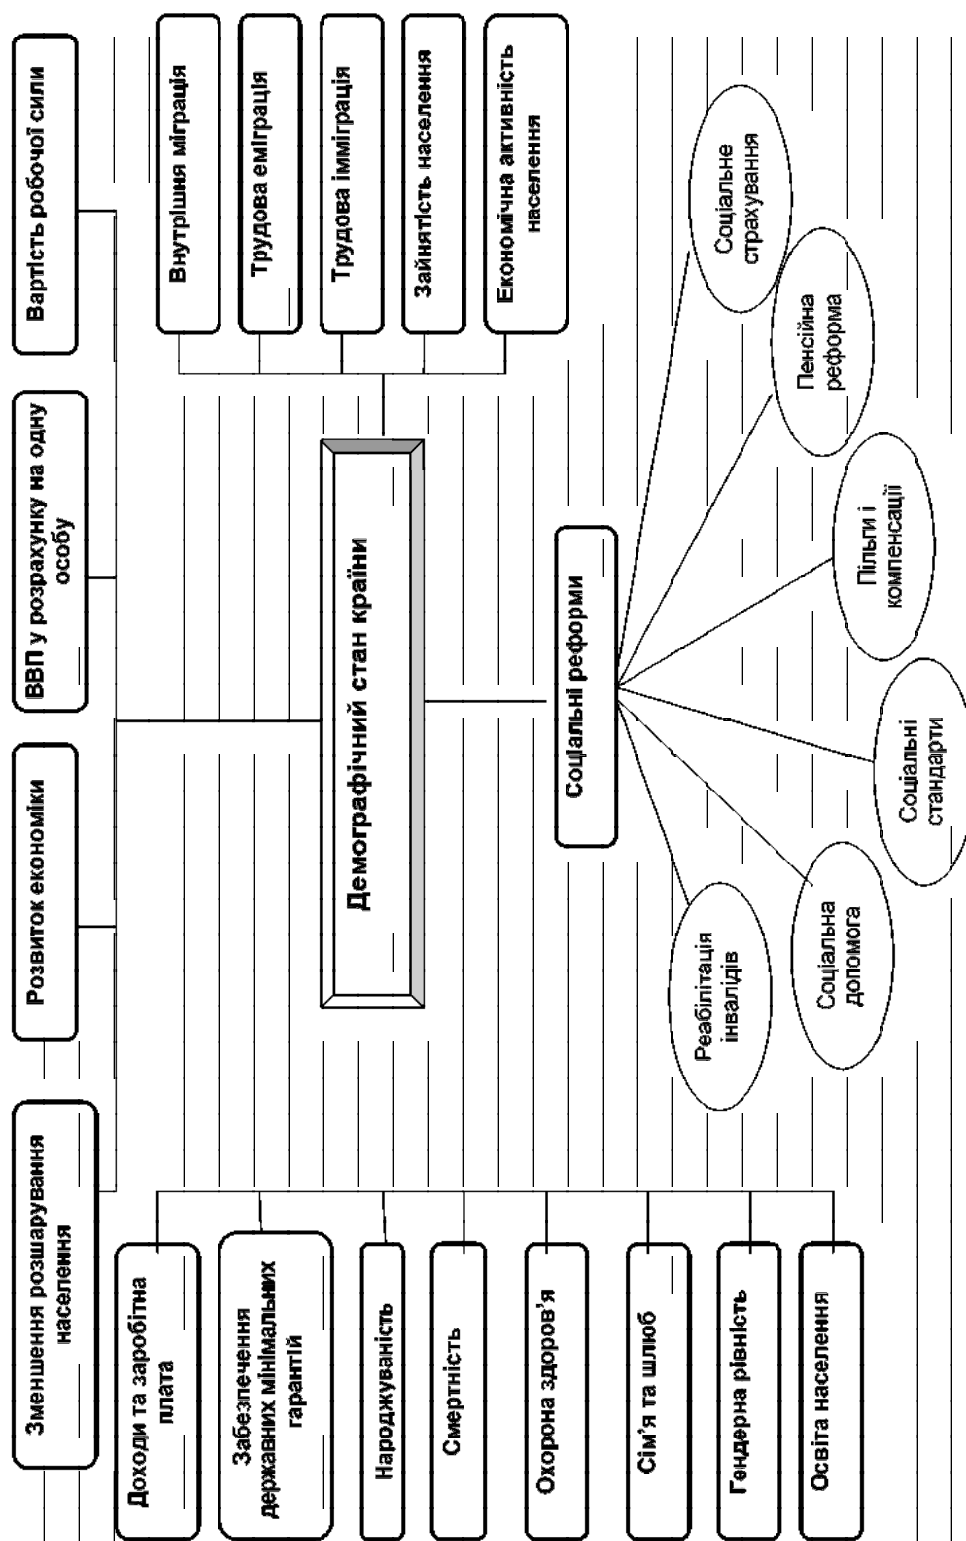 Зменшення розшарування
населення
Розвиток економіки
ВВП у розрахунку на одну
особу
Вартість робочої сили
Доходи та заробітна
плата
Забезпечення
державних мінімальних
гарантій
Народжуваність
Смертність
Охорона здоров'я
Сім'я та шлюб
Гендерна рівність
Освіта населення
Демографічний стан країни
Внутрішня міграція
Трудова еміграція
Трудова імміграція
Зайнятість населення
Економічна активність
населення
Соціальні реформи
Реабілітація
інвалідів
Соціальна
допомога
Соціальні
стандарти
Пільги і
компенсації
Пенсійна
реформа
Соціальне
страхування